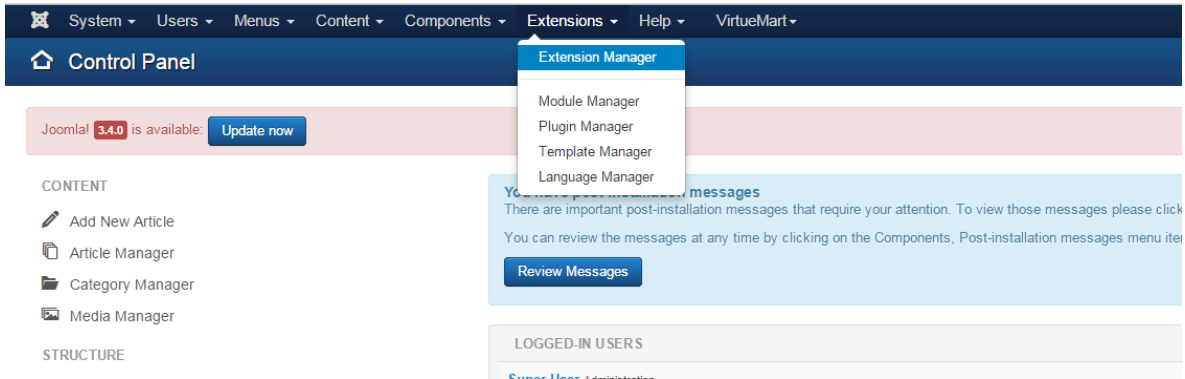 System Users Menus Content Components Extensions Help VirtueMart
Control Panel
Extension Manager
Module Manager
Plugin Manager
Template Manager
Language Manager
Joomla! 3.4.0 is available: Update now
CONTENT
Add New Article
Article Manager
Category Manager
Media Manager
STRUCTURE
messages
There are important post-installation messages that require your attention. To view those messages please click
You can review the messages at any time by clicking on the Components, Post-installation messages menu
Review Messages
LOGGED-IN USERS
Super User Administration